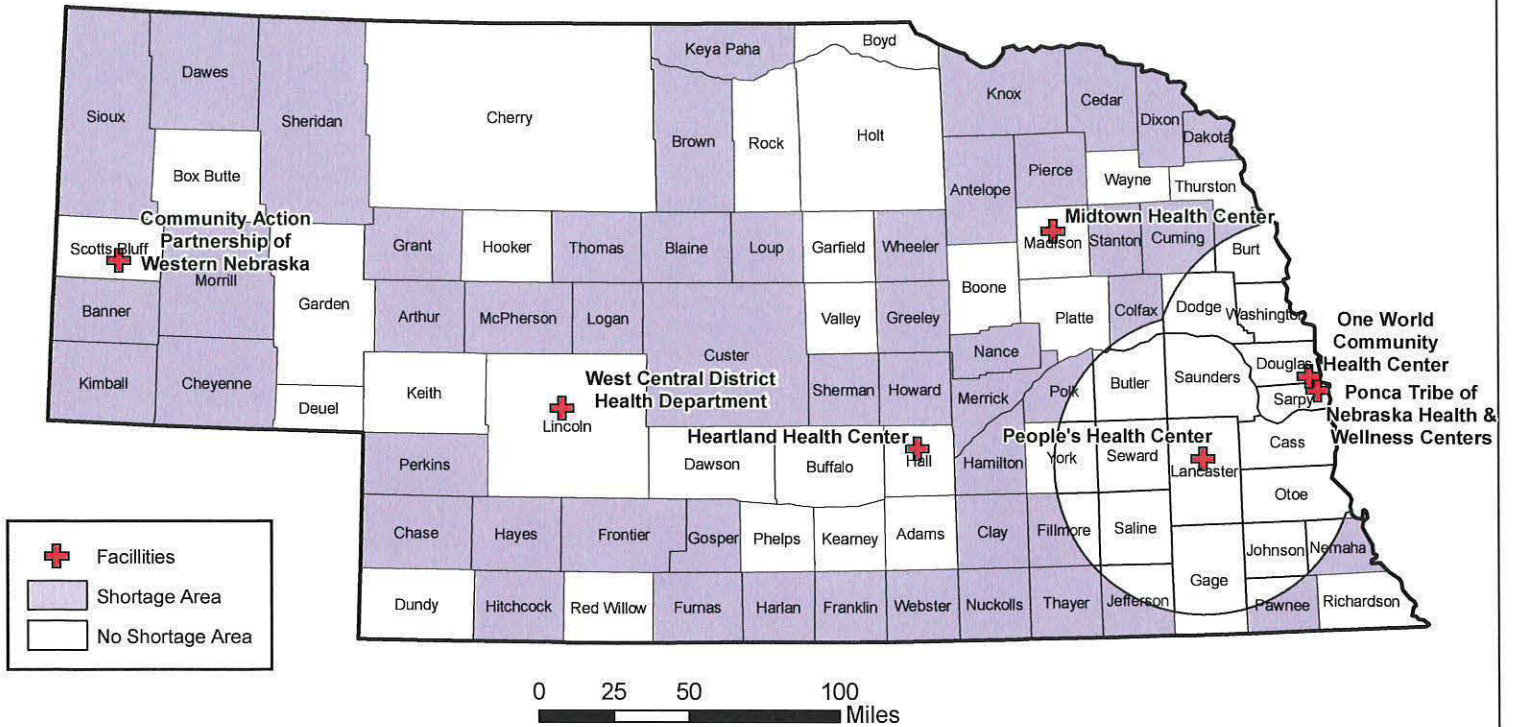 Keya Paha
Boyd
Dawes
Sioux
Sheridan
Cherry
Knox
Cedar
Dixon
Dakota
Brown
Rock
Holt
Box Butte
Antelope
Pierce
Wayne
Thurston
Community Action
Partnership of
Western Nebraska
Scotts Bluff
Morrill
Grant
Hooker
Thomas
Blaine
Loup
Garfield
Wheeler
Midtown Health Center
Madison
Stanton
Cuming
Burt
Banner
Garden
Arthur
McPherson
Logan
Valley
Greeley
Boone
Platte
Colfax
Dodge
Washington
Kimball
Cheyenne
Deuel
Keith
Custer
Sherman
Howard
Nance
Merrick
Polk
Butler
Saunders
Douglas
Sarpy
One World
Community
Health Center
Ponca Tribe of
Nebraska Health &
Wellness Centers
West Central District
Health Department
Lincoln
Heartland Health Center
Hall
People's Health Center
York
Seward
Lancaster
Cass
Perkins
Dawson
Buffalo
Hamilton
Otoe
Chase
Hayes
Frontier
Gosper
Phelps
Kearney
Adams
Clay
Fillmore
Saline
Johnson
Nemaha
Dundy
Hitchcock
Red Willow
Furnas
Harlan
Franklin
Webster
Nuckolls
Thayer
Jefferson
Gage
Pawnee
Richardson
Facillities
Shortage Area
No Shortage Area
0 25 50 100
Miles